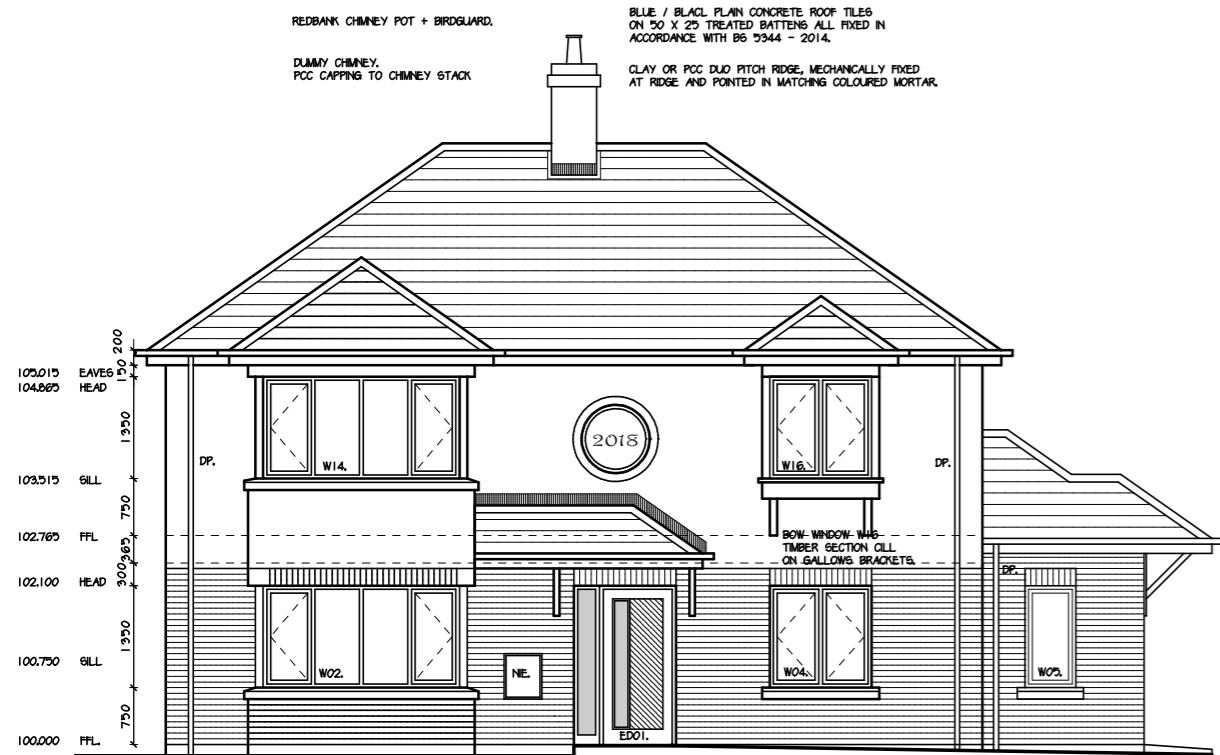 REDBANK CHIMNEY POT + BIRDGUARD.
DUMMY CHIMNEY.
PCC CAPPING TO CHIMNEY STACK
BLUE / BLACL PLAIN CONCRETE ROOF TILES
ON 50 X 25 TREATED BATTENS ALL FIXED IN
ACCORDANCE WITH BS 5344 - 2014.
CLAY OR PCC DUO PITCH RIDGE, MECHANICALLY FIXED
AT RIDGE AND POINTED IN MATCHING COLOURED MORTAR.
200
150
105.015 EAVES
104.865 HEAD
1350
2018
DP.
W14.
W16.
DP.
103.515 SILL
750
102.765 FFL
BOW WINDOW W16
TIMBER SECTION CILL
ON GALLOWS BRACKETS.
365
300
102.100 HEAD
DP.
1350
100.750 SILL
W02.
NIE.
W04.
W05.
750
ED01.
100.000 FFL.